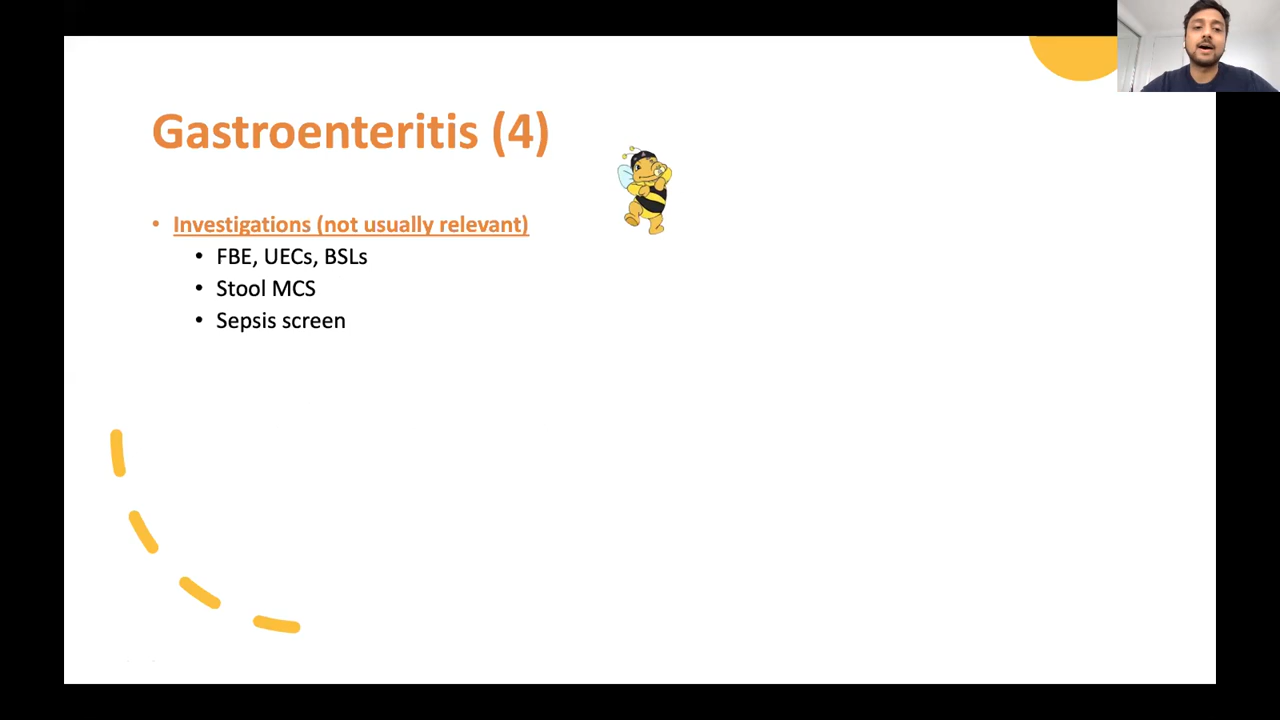 Gastroenteritis (4)
• Investigations (not usually relevant)
• FBE, UECs, BSLs
• Stool MCS
• Sepsis screen